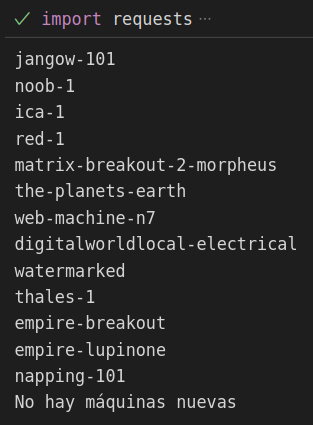 import requests ···
jangow-101
noob-1
ica-1
red-1
matrix-breakout-2-morpheus
the-planets-earth
web-machine-n7
digitalworldlocal-electrical
watermarked
thales-1
empire-breakout
empire-lupinone
napping-101
No hay máquinas nuevas